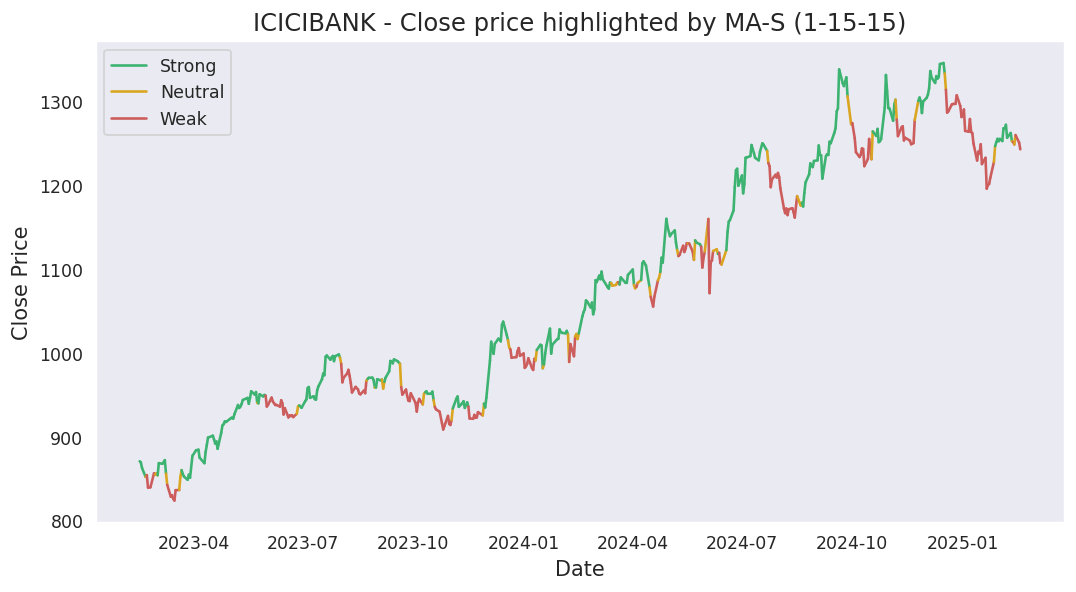 ICICIBANK - Close price highlighted by MA-S (1-15-15)
Strong
Neutral
Weak
Close Price
1300
1200
1100
1000
900
800
2023-04 2023-07 2023-10 2024-01 2024-04 2024-07 2024-10 2025-01
Date